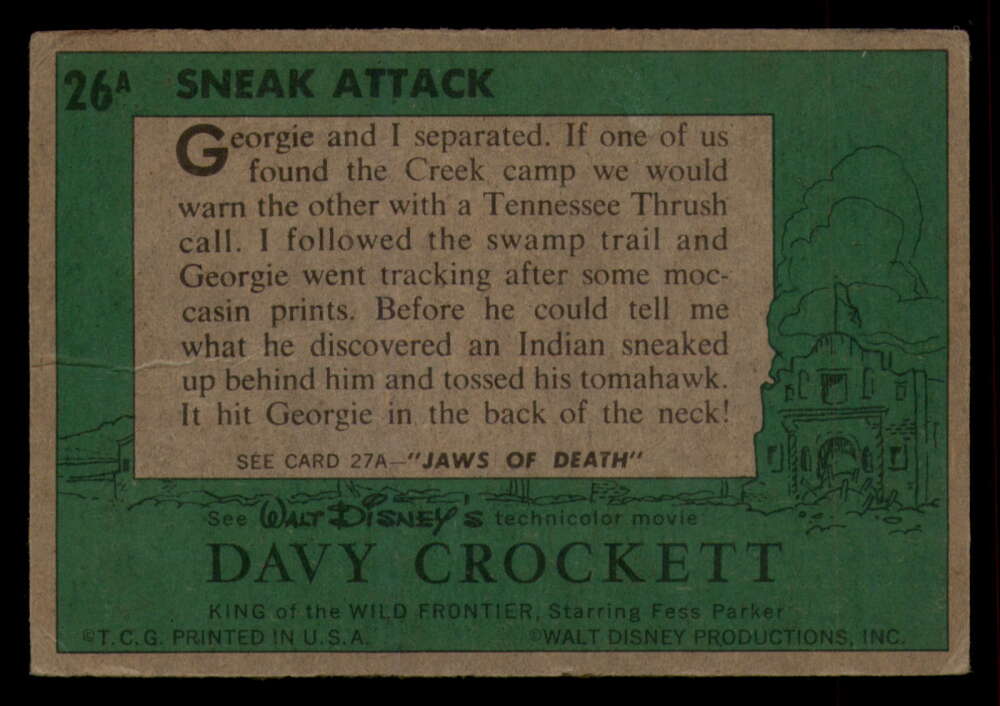 26A SNEAK ATTACK
Georgie and I separated. If one of us
found the Creek camp we would
warn the other with a Tennessee Thrush
call. I followed the swamp trail and
Georgie went tracking after some moc-
casin prints. Before he could tell me
what he discovered an Indian sneaked
up behind him and tossed his tomahawk.
It hit Georgie in the back of the neck!
SEE CARD 27A—"JAWS OF DEATH"
See WALT DISNEY'S technicolor movie
DAVY CROCKETT
KING of the WILD FRONTIER, Starring Fess Parker
©T.C.G. PRINTED IN U.S.A. ©WALT DISNEY PRODUCTIONS, INC.